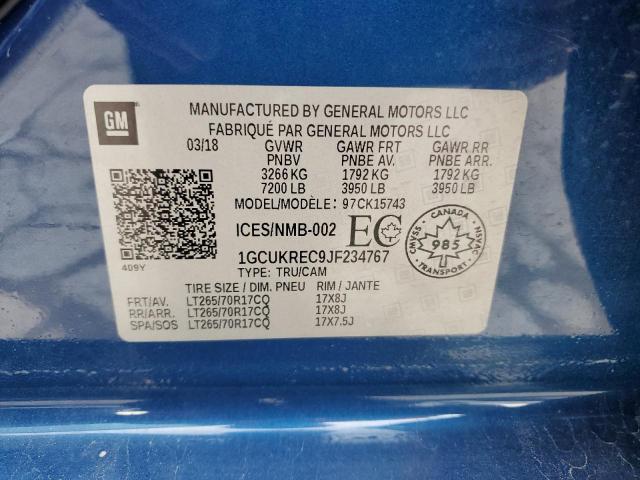 GM
MANUFACTURED BY GENERAL MOTORS LLC
FABRIQUÉ PAR GENERAL MOTORS LLC
03/18 GVWR GAWR FRT GAWR RR
PNBV PNBE AV. PNBE ARR.
3266 KG 1792 KG 1792 KG
7200 LB 3950 LB 3950 LB
MODEL/MODÈLE: 97CK15743
ICES/NMB-002 EC
CANADA
CMVSS 985 NSVAC
TRANSPORT
409Y
1GCUKREC9JF234767
TYPE: TRU/CAM
TIRE SIZE / DIM. PNEU RIM / JANTE
FRT/AV. LT265/70R17CQ 17X8J
RR/ARR. LT265/70R17CQ 17X8J
SPA/SOS LT265/70R17CQ 17X7.5J